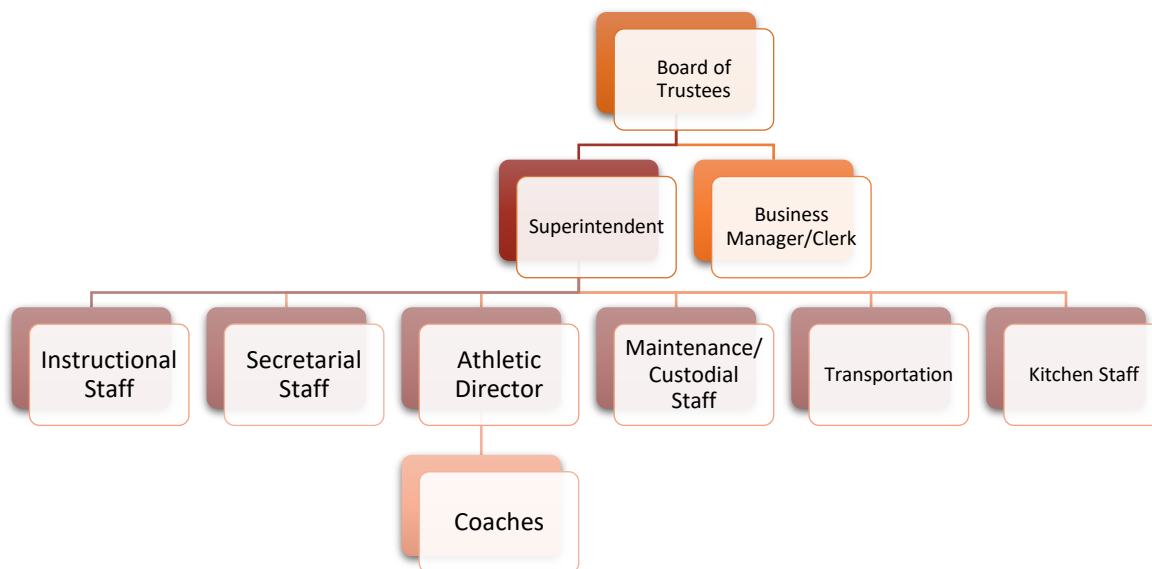 Board of
Trustees
Superintendent
Business
Manager/Clerk
Instructional
Staff
Secretarial
Staff
Athletic
Director
Maintenance/
Custodial
Staff
Transportation
Kitchen Staff
Coaches